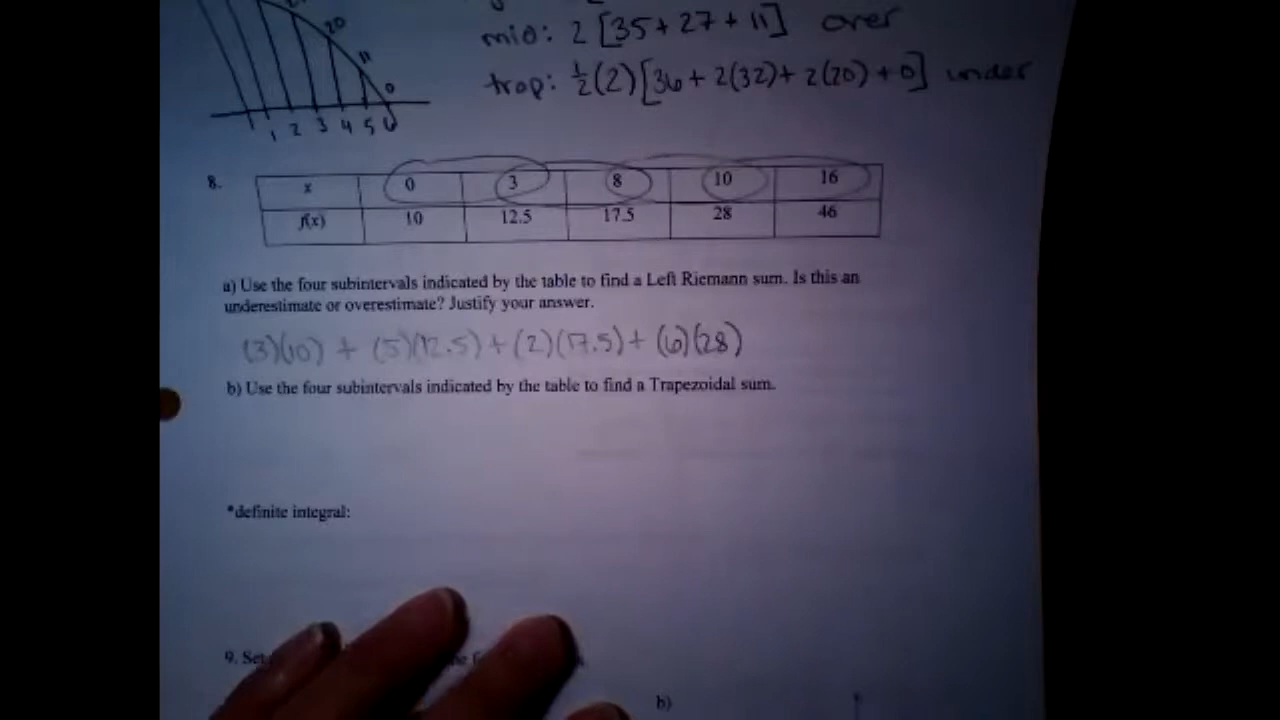 20
mid: 2 [35 + 27 + 11] over
11
trap: ½(2)[36 + 2(32) + 2(20) + 0] under
0
1 2 3 4 5 6
8. x 0 3 8 10 16
f(x) 10 12.5 17.5 28 46
a) Use the four subintervals indicated by the table to find a Left Riemann sum. Is this an
underestimate or overestimate? Justify your answer.
(3)(10) + (5)(12.5) + (2)(17.5) + (6)(28)
b) Use the four subintervals indicated by the table to find a Trapezoidal sum.
*definite integral:
9. Set
b)